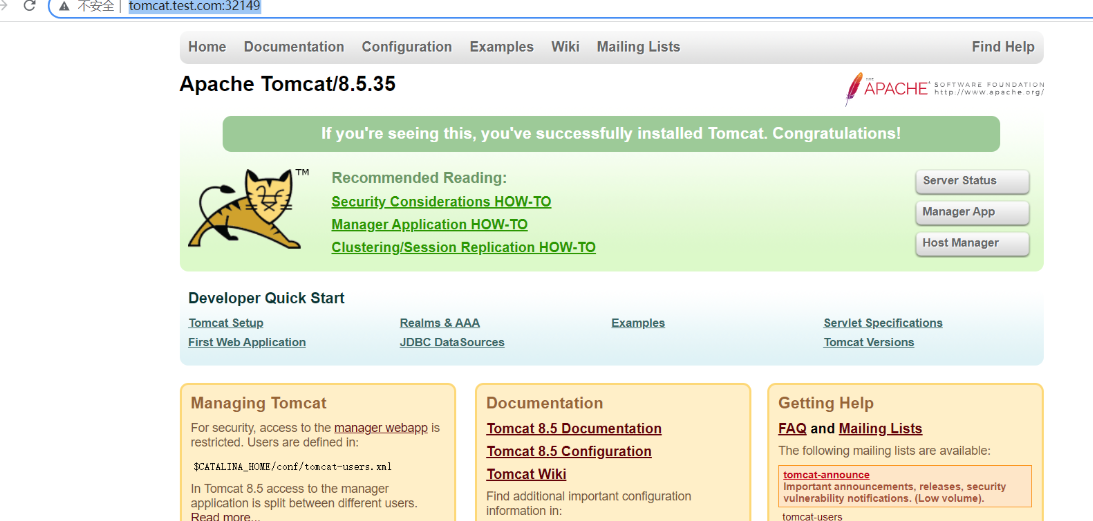 不安全 | tomcat.test.com:32149
Home Documentation Configuration Examples Wiki Mailing Lists Find Help
Apache Tomcat/8.5.35
THE
APACHE SOFTWARE FOUNDATION
http://www.apache.org/
If you're seeing this, you've successfully installed Tomcat. Congratulations!
TM
Recommended Reading:
Security Considerations HOW-TO
Manager Application HOW-TO
Clustering/Session Replication HOW-TO
Server Status
Manager App
Host Manager
Developer Quick Start
Tomcat Setup
First Web Application
Realms & AAA
JDBC DataSources
Examples
Servlet Specifications
Tomcat Versions
Managing Tomcat
For security, access to the manager webapp is
restricted. Users are defined in:
$CATALINA_HOME/conf/tomcat-users.xml
In Tomcat 8.5 access to the manager
application is split between different users.
Read more...
Documentation
Tomcat 8.5 Documentation
Tomcat 8.5 Configuration
Tomcat Wiki
Find additional important configuration
information in:
Getting Help
FAQ and Mailing Lists
The following mailing lists are available:
tomcat-announce
Important announcements, releases, security
vulnerability notifications. (Low volume).
tomcat-users